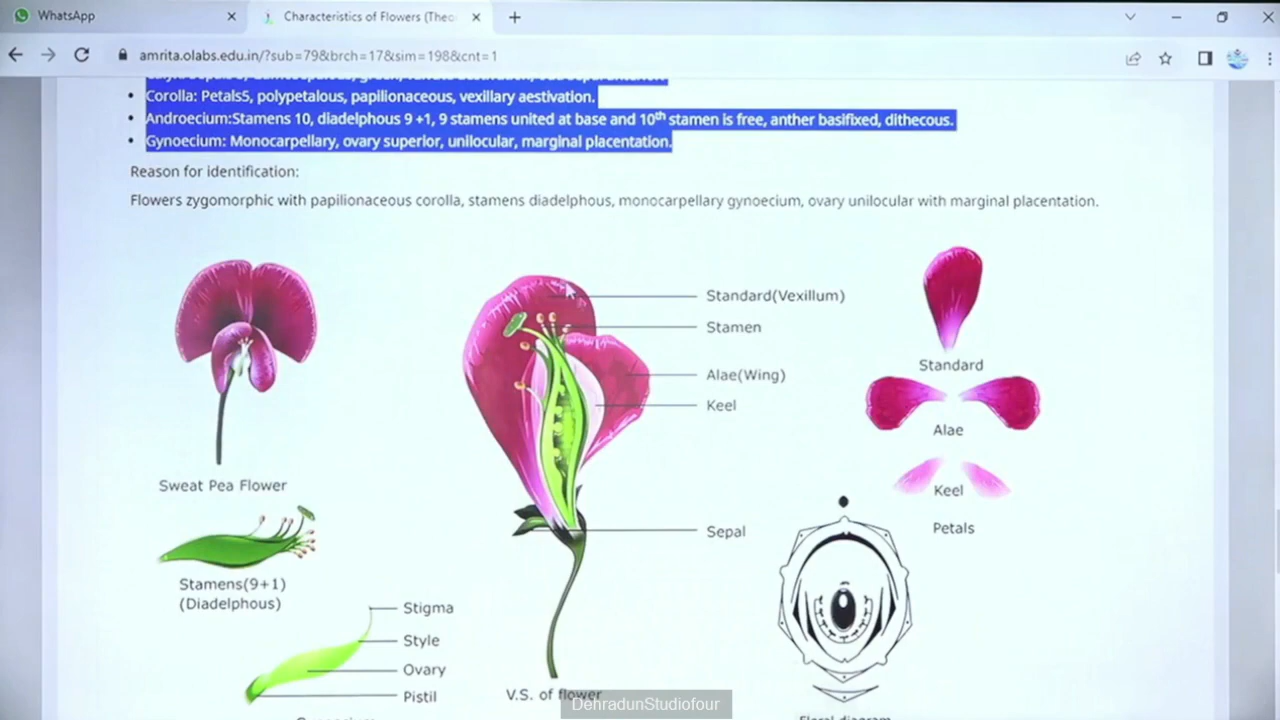 WhatsApp
Characteristics of Flowers (Theo
amrita.olabs.edu.in/?sub=79&brch=17&sim=198&cnt=1
• Corolla: Petals5, polypetalous, papilionaceous, vexillary aestivation.
• Androecium:Stamens 10, diadelphous 9 +1, 9 stamens united at base and 10th stamen is free, anther basifixed, dithecous.
• Gynoecium: Monocarpellary, ovary superior, unilocular, marginal placentation.
Reason for identification:
Flowers zygomorphic with papilionaceous corolla, stamens diadelphous, monocarpellary gynoecium, ovary unilocular with marginal placentation.
Standard(Vexillum)
Stamen
Alae(Wing)
Keel
Sepal
Standard
Alae
Keel
Petals
Sweat Pea Flower
Stamens(9+1)
(Diadelphous)
Stigma
Style
Ovary
Pistil
V.S. of flower
Floral diagram
DehradunStudiofour